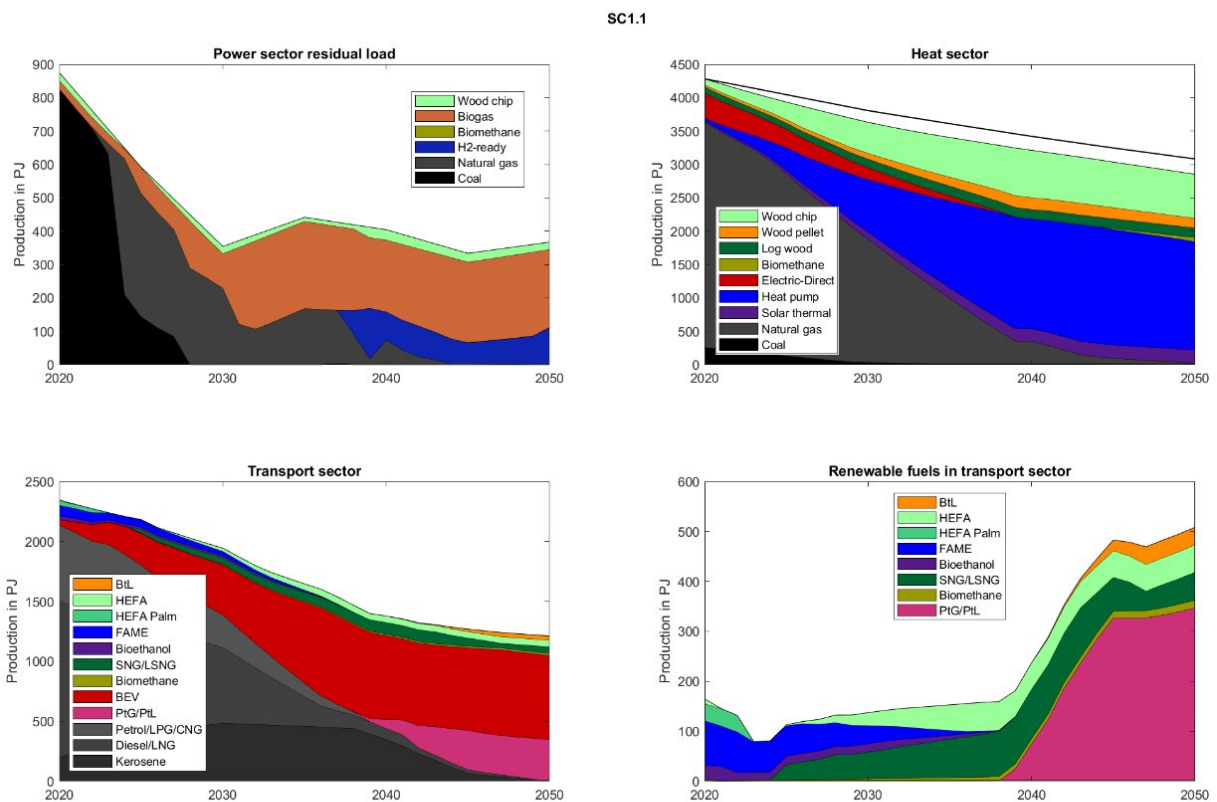 SC1.1
Power sector residual load
Production in PJ
900
800
700
600
500
400
300
200
100
0
2020
2030
2040
2050
Wood chip
Biogas
Biomethane
H2-ready
Natural gas
Coal
Heat sector
Production in PJ
4500
4000
3500
3000
2500
2000
1500
1000
500
0
2020
2030
2040
2050
Wood chip
Wood pellet
Log wood
Biomethane
Electric-Direct
Heat pump
Solar thermal
Natural gas
Coal
Transport sector
Production in PJ
2500
2000
1500
1000
500
0
2020
2030
2040
2050
BtL
HEFA
HEFA Palm
FAME
Bioethanol
SNG/LSNG
Biomethane
BEV
PtG/PtL
Petrol/LPG/CNG
Diesel/LNG
Kerosene
Renewable fuels in transport sector
Production in PJ
600
500
400
300
200
100
0
2020
2030
2040
2050
BtL
HEFA
HEFA Palm
FAME
Bioethanol
SNG/LSNG
Biomethane
PtG/PtL